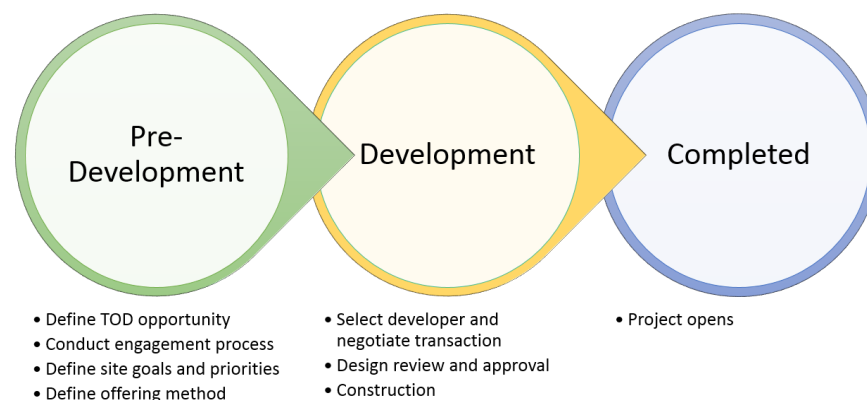 Pre-
Development
• Define TOD opportunity
• Conduct engagement process
• Define site goals and priorities
• Define offering method
Development
• Select developer and
negotiate transaction
• Design review and approval
• Construction
Completed
• Project opens